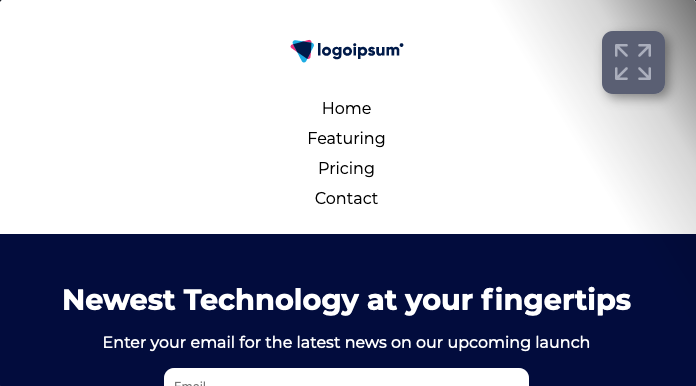 logoipsum
Home
Featuring
Pricing
Contact
Newest Technology at your fingertips
Enter your email for the latest news on our upcoming launch
Email